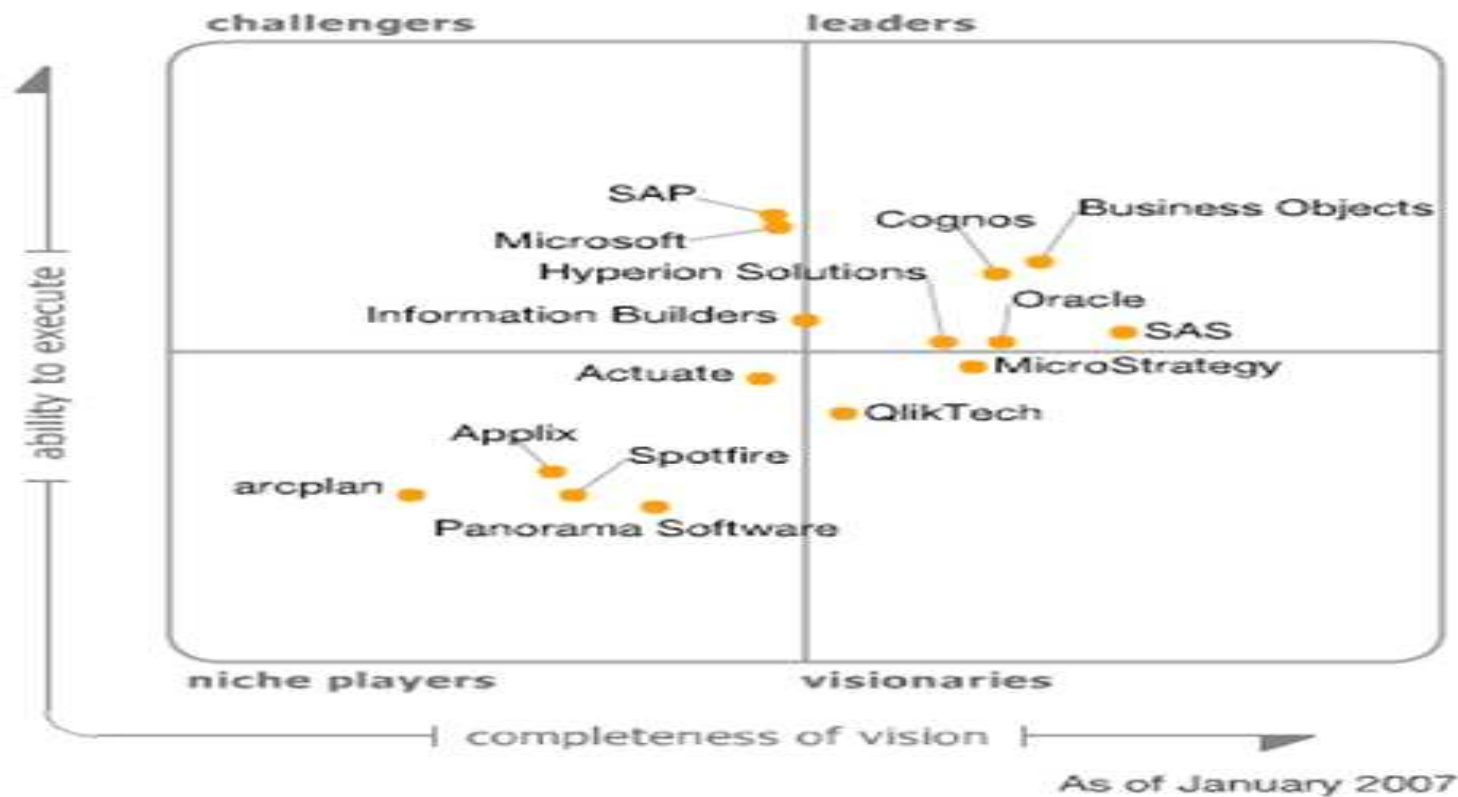 challengers
leaders
SAP
Business Objects
Cognos
Microsoft
Hyperion Solutions
Oracle
Information Builders
SAS
MicroStrategy
Actuate
QlikTech
Applix
Spotfire
arcplan
Panorama Software
ability to execute
niche players
visionaries
completeness of vision
As of January 2007